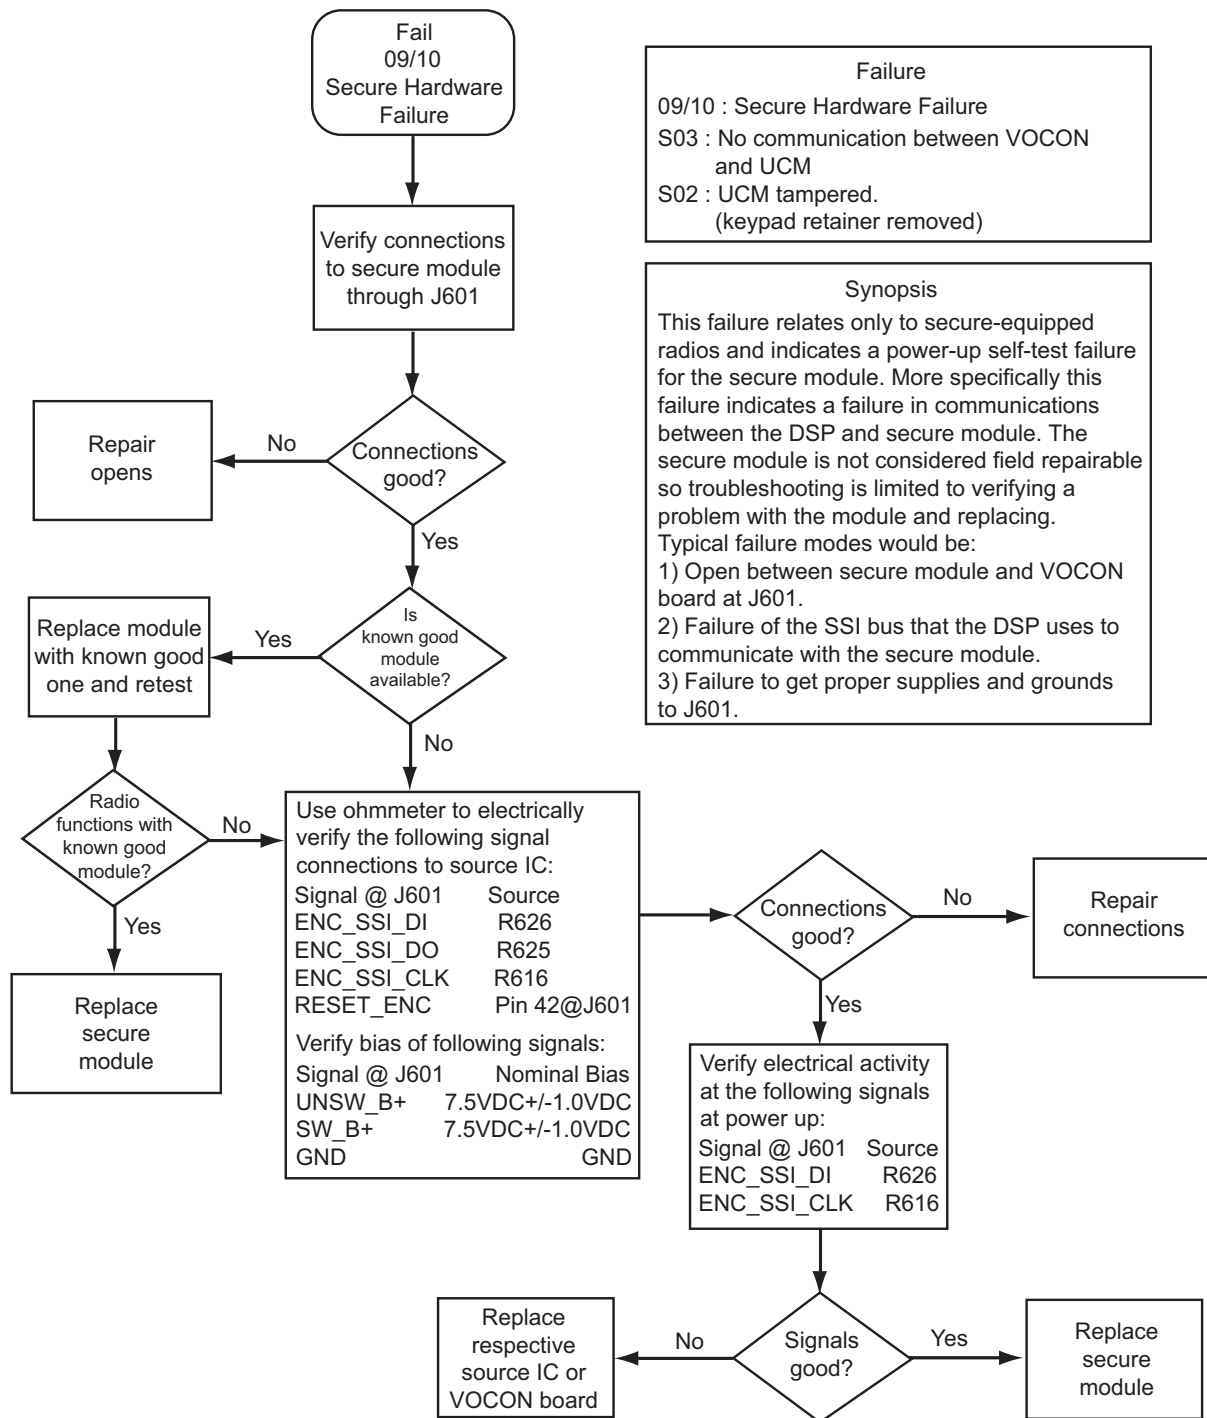 Fail
09/10
Secure Hardware
Failure
Failure
09/10 : Secure Hardware Failure
S03 : No communication between VOCON
and UCM
S02 : UCM tampered.
(keypad retainer removed)
Verify connections
to secure module
through J601
Synopsis
This failure relates only to secure-equipped
radios and indicates a power-up self-test failure
for the secure module. More specifically this
failure indicates a failure in communications
between the DSP and secure module. The
secure module is not considered field repairable
so troubleshooting is limited to verifying a
problem with the module and replacing.
Typical failure modes would be:
1) Open between secure module and VOCON
board at J601.
2) Failure of the SSI bus that the DSP uses to
communicate with the secure module.
3) Failure to get proper supplies and grounds
to J601.
Connections
good?
No
Repair
opens
Yes
Is
known good
module
available?
Yes
Replace module
with known good
one and retest
No
Radio
functions with
known good
module?
No
Yes
Replace
secure
module
Use ohmmeter to electrically
verify the following signal
connections to source IC:
Signal @ J601 Source
ENC_SSI_DI R626
ENC_SSI_DO R625
ENC_SSI_CLK R616
RESET_ENC Pin 42@J601
Verify bias of following signals:
Signal @ J601 Nominal Bias
UNSW_B+ 7.5VDC+/-1.0VDC
SW_B+ 7.5VDC+/-1.0VDC
GND GND
Connections
good?
No
Repair
connections
Yes
Verify electrical activity
at the following signals
at power up:
Signal @ J601 Source
ENC_SSI_DI R626
ENC_SSI_CLK R616
Signals
good?
No
Replace
respective
source IC or
VOCON board
Yes
Replace
secure
module